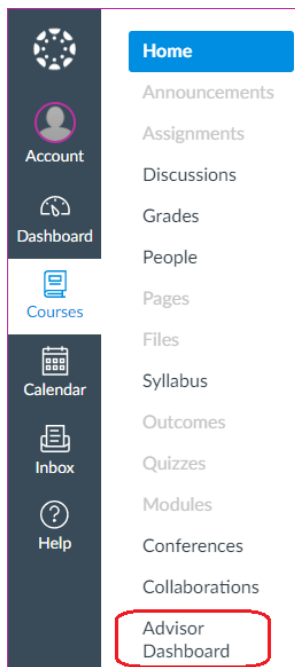 Account
Dashboard
Courses
Calendar
Inbox
Help
Home
Announcements
Assignments
Discussions
Grades
People
Pages
Files
Syllabus
Outcomes
Quizzes
Modules
Conferences
Collaborations
Advisor
Dashboard